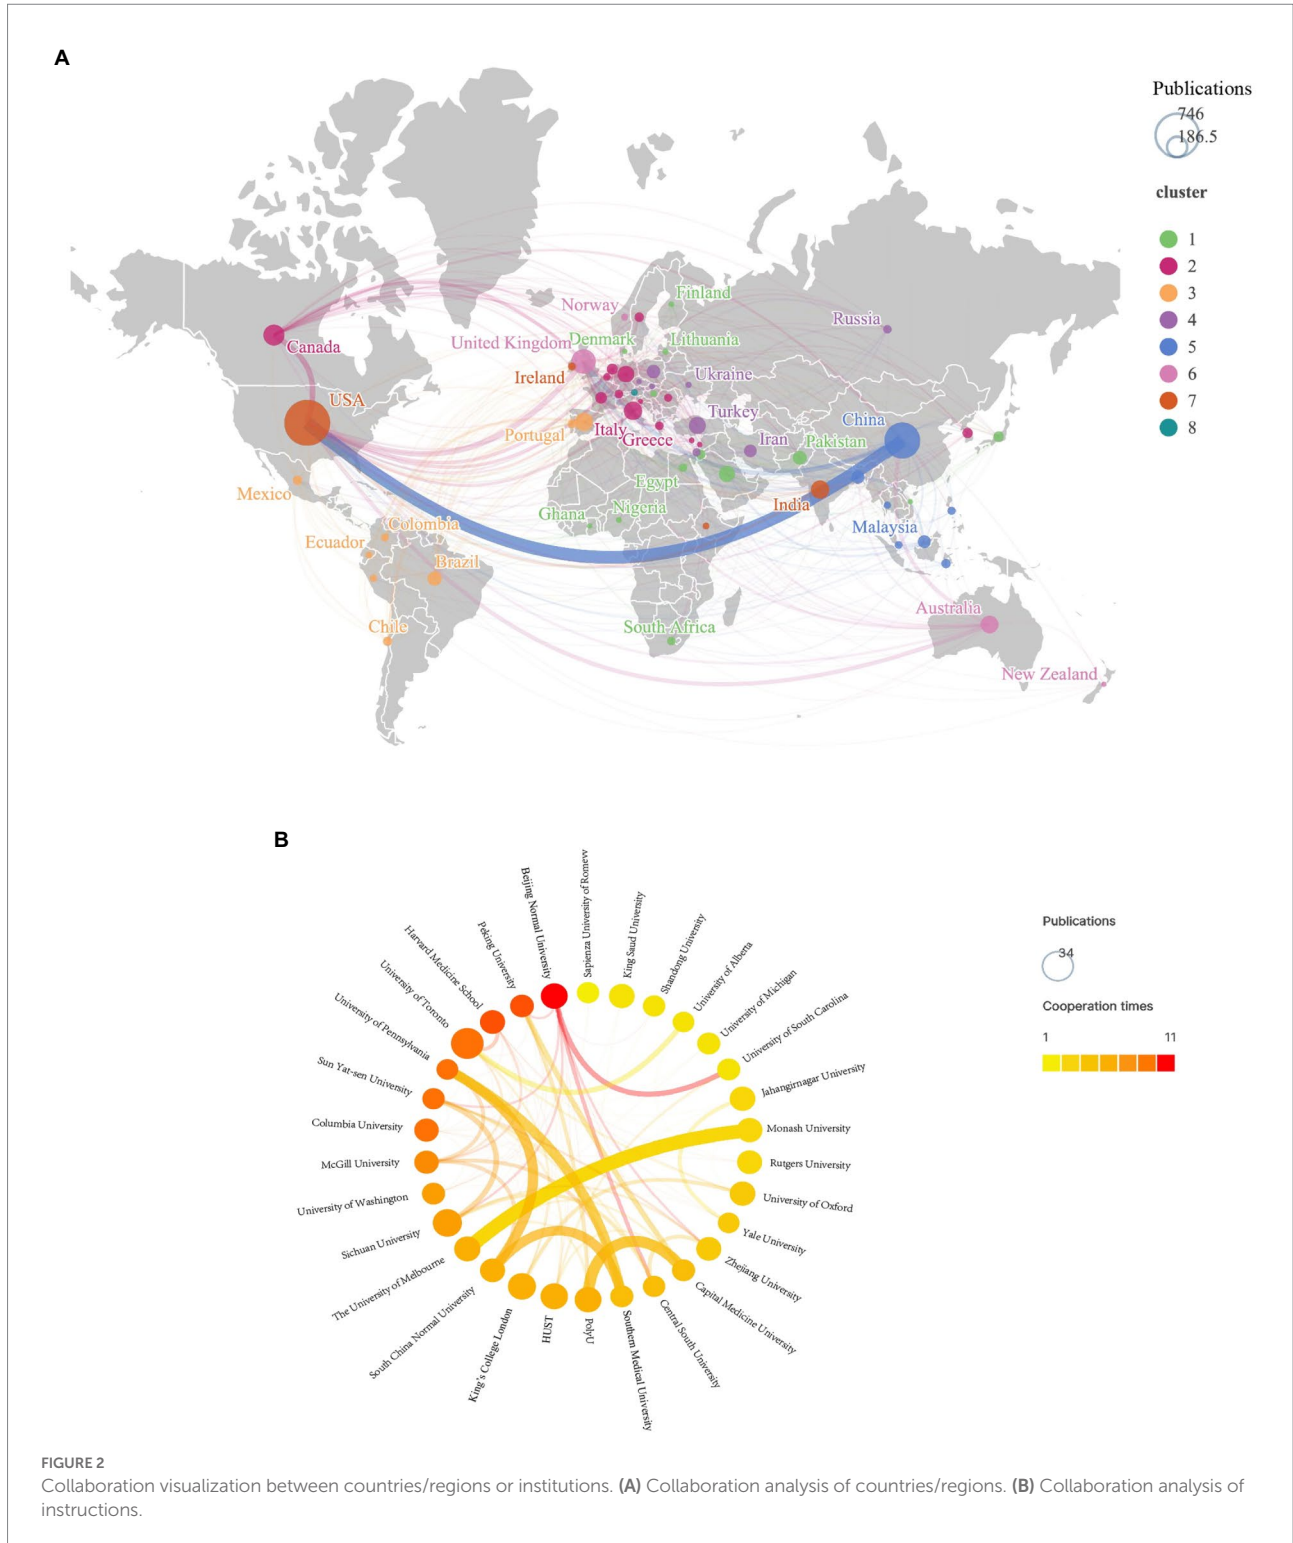 A
Publications
746
186.5
cluster
1
2
3
4
5
6
7
8
Norway
Finland
Russia
United Kingdom
Denmark
Lithuania
Canada
Ireland
Ukraine
USA
Turkey
China
Portugal
Italy
Greece
Iran
Pakistan
Mexico
Egypt
India
Ghana
Nigeria
Colombia
Malaysia
Ecuador
Brazil
Australia
Chile
South Africa
New Zealand
B
Publications
34
Cooperation times
1 11
Beijing Normual University
Sapienza University of Romevv
King Saud University
Shandong University
University of Alberta
University of Michigan
University of South Carolina
Jahangirnagar University
Monash University
Rutgers University
University of Oxford
Yale University
Zhejiang University
Capital Medicine University
Central South University
Southern Medical University
PolyU
HUST
King's College London
South China Normal University
The University of Melbourne
Sichuan University
University of Washington
McGill University
Columbia University
Sun Yat-sen University
University of Pennsylvania
University of Toronto
Harvard Medicine School
Peking University
FIGURE 2
Collaboration visualization between countries/regions or institutions. (A) Collaboration analysis of countries/regions. (B) Collaboration analysis of
instructions.